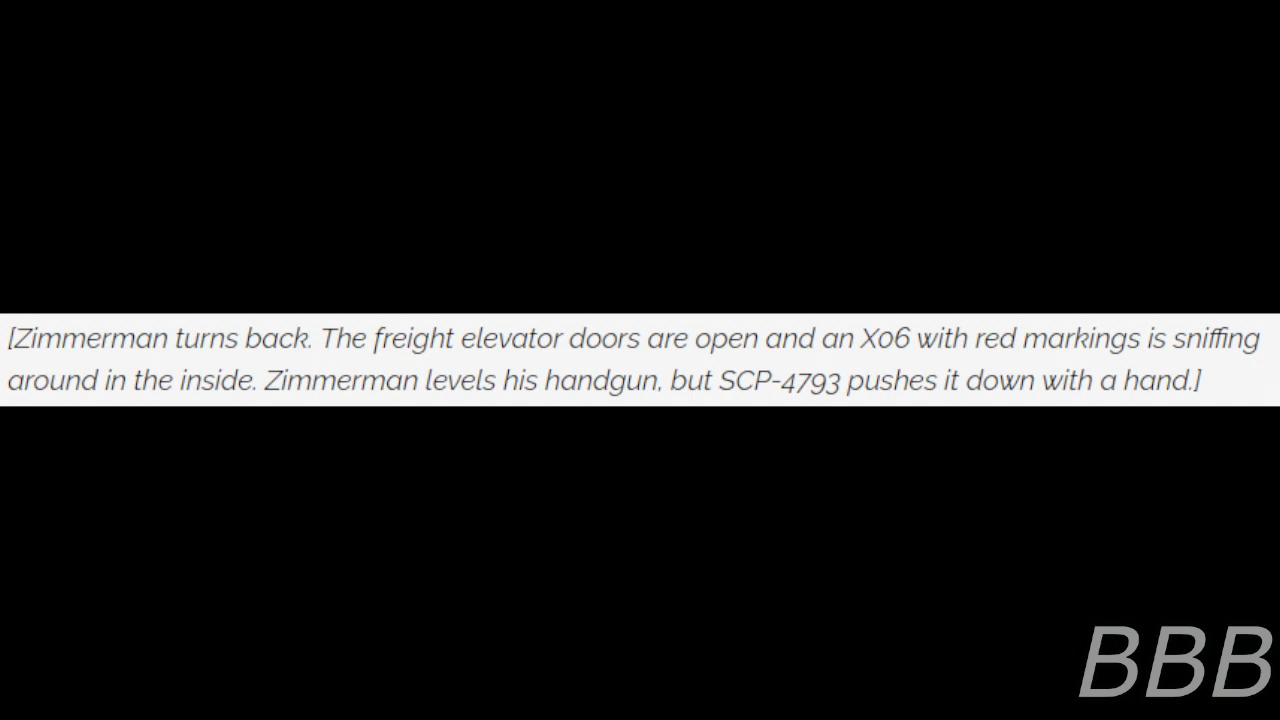 [Zimmerman turns back. The freight elevator doors are open and an X06 with red markings is sniffing
around in the inside. Zimmerman levels his handgun, but SCP-4793 pushes it down with a hand.]
BBB